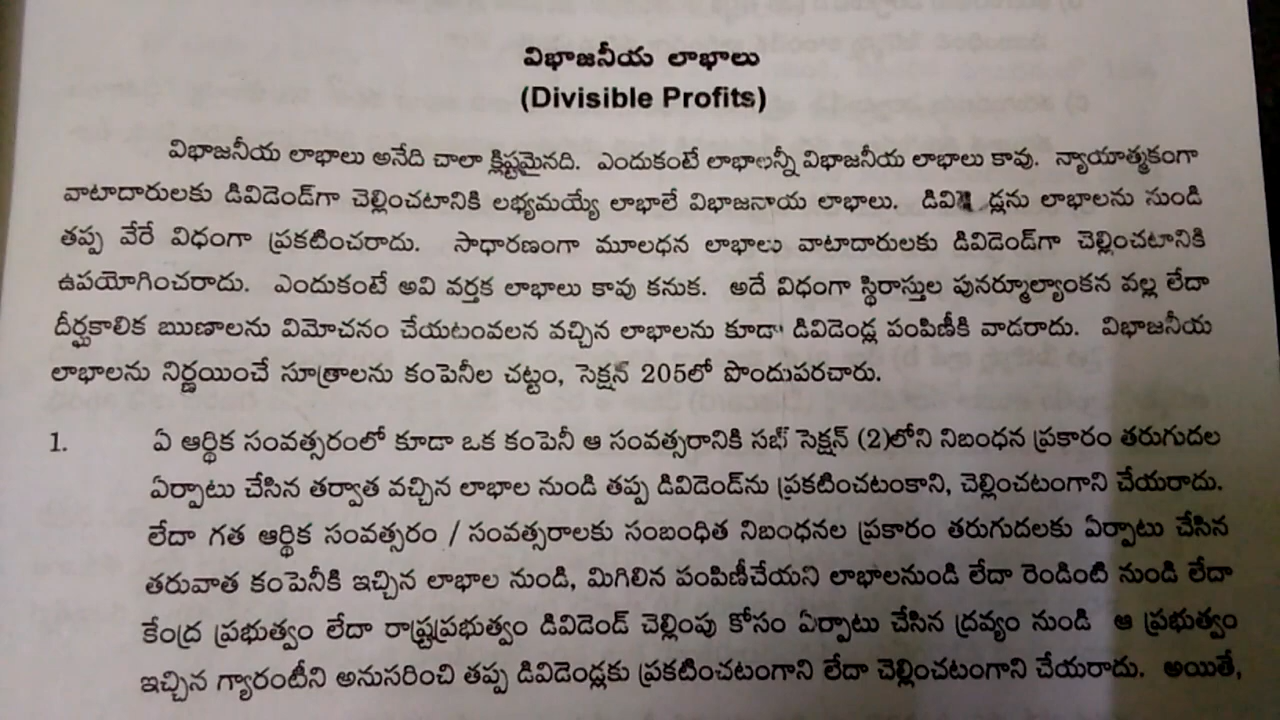 విభాజనీయ లాభాలు
(Divisible Profits)
విభాజనీయ లాభాలు అనేది చాలా క్లిష్టమైనది. ఎందుకంటే లాభాలన్నీ విభాజనీయ లాభాలు కావు. న్యాయాత్మకంగా
వాటాదారులకు డివిడెండ్‌గా చెల్లించటానికి లభ్యమయ్యే లాభాలే విభాజనీయ లాభాలు. డ్లను లాభాలను నుండి
తప్ప వేరే విధంగా ప్రకటించరాదు. సాధారణంగా మూలధన లాభాలు వాటాదారులకు డివిడెండ్‌గా చెల్లించటానికి
ఉపయోగించరాదు. ఎందుకంటే అవి వర్తక లాభాలు కావు కనుక. అదే విధంగా స్థిరాస్తుల పునర్మూల్యాంకన వల్ల లేదా
దీర్ఘకాలిక ఋణాలను విమోచనం చేయటంవలన వచ్చిన లాభాలను కూడా డివిడెండ్ల పంపిణీకి వాడరాదు. విభాజనీయ
లాభాలను నిర్ణయించే సూత్రాలను కంపెనీల చట్టం, సెక్షన్ 205లో పొందుపరచారు.
1. ఏ ఆర్థిక సంవత్సరంలో కూడా ఒక కంపెనీ ఆ సంవత్సరానికి సబ్ సెక్షన్ (2)లోని నిబంధన ప్రకారం తరుగుదల
ఏర్పాటు చేసిన తర్వాత వచ్చిన లాభాల నుండి తప్ప డివిడెండ్‌ను ప్రకటించటంకాని, చెల్లించటంగాని చేయరాదు.
లేదా గత ఆర్థిక సంవత్సరం / సంవత్సరాలకు సంబంధిత నిబంధనల ప్రకారం తరుగుదలకు ఏర్పాటు చేసిన
తరువాత కంపెనీకి ఇచ్చిన లాభాల నుండి, మిగిలిన పంపిణీచేయని లాభాలనుండి లేదా రెండింటి నుండి లేదా
కేంద్ర ప్రభుత్వం లేదా రాష్ట్రప్రభుత్వం డివిడెండ్ చెల్లింపు కోసం ఏర్పాటు చేసిన ద్రవ్యం నుండి ఆ ప్రభుత్వం
ఇచ్చిన గ్యారంటీని అనుసరించి తప్ప డివిడెండ్లకు ప్రకటించటంగాని లేదా చెల్లించటంగాని చేయరాదు. అయితే,